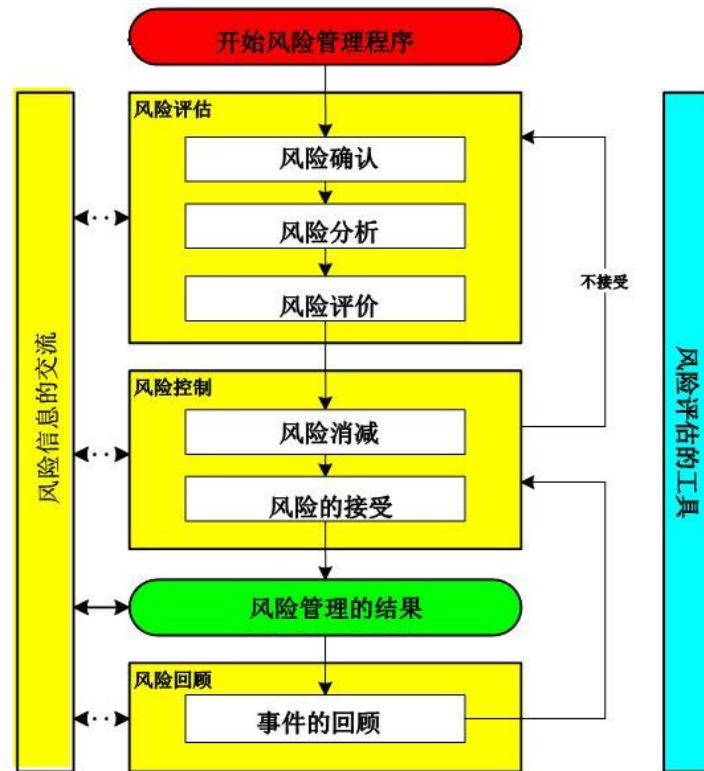 开始风险管理程序
风险评估
风险确认
风险分析
风险评价
不接受
风险控制
风险消减
风险的接受
风险管理的结果
风险回顾
事件的回顾
风险信息的交流
风险评估的工具